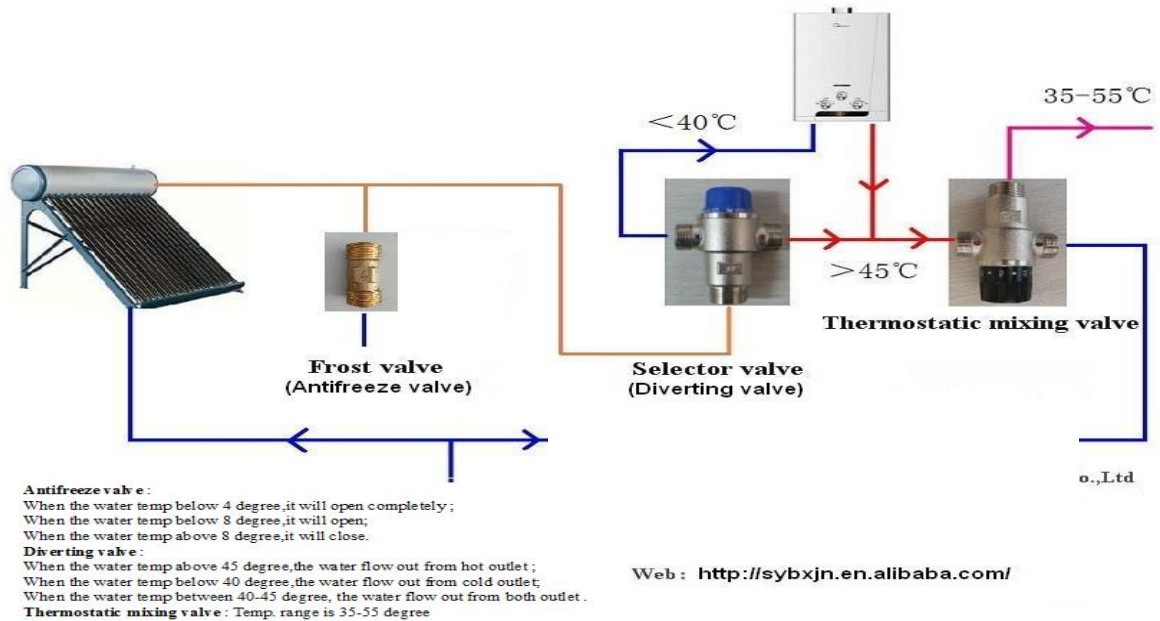 35-55℃
<40℃
>45℃
Thermostatic mixing valve
Frost valve
(Antifreeze valve)
Selector valve
(Diverting valve)
o.,Ltd
Antifreeze valve :
When the water temp below 4 degree,it will open completely ;
When the water temp below 8 degree,it will open;
When the water temp above 8 degree,it will close.
Diverting valve :
When the water temp above 45 degree,the water flow out from hot outlet ;
When the water temp below 40 degree,the water flow out from cold outlet;
When the water temp between 40-45 degree, the water flow out from both outlet .
Thermostatic mixing valve : Temp. range is 35-55 degree
Web : http://sybxjn.en.alibaba.com/